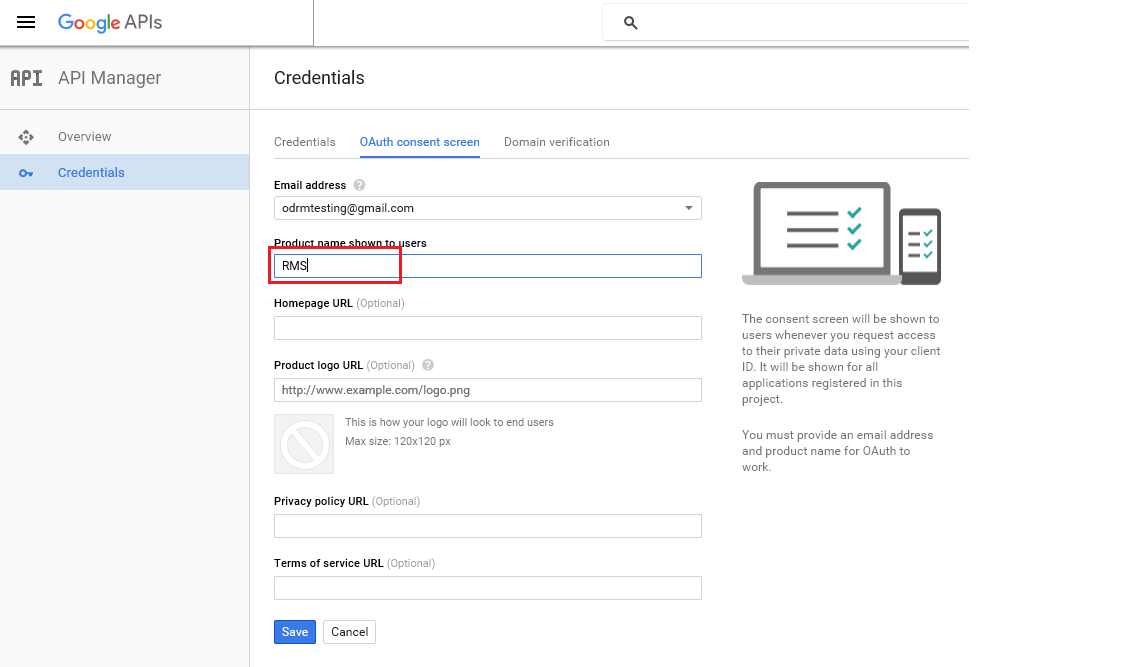 Google APIs
API API Manager
Credentials
Overview
Credentials
Credentials OAuth consent screen Domain verification
Email address ?
odrmtesting@gmail.com
Product name shown to users
RMS
Homepage URL (Optional)
Product logo URL (Optional) ?
http://www.example.com/logo.png
This is how your logo will look to end users
Max size: 120x120 px
Privacy policy URL (Optional)
Terms of service URL (Optional)
Save Cancel
The consent screen will be shown to
users whenever you request access
to their private data using your client
ID. It will be shown for all
applications registered in this
project.
You must provide an email address
and product name for OAuth to
work.